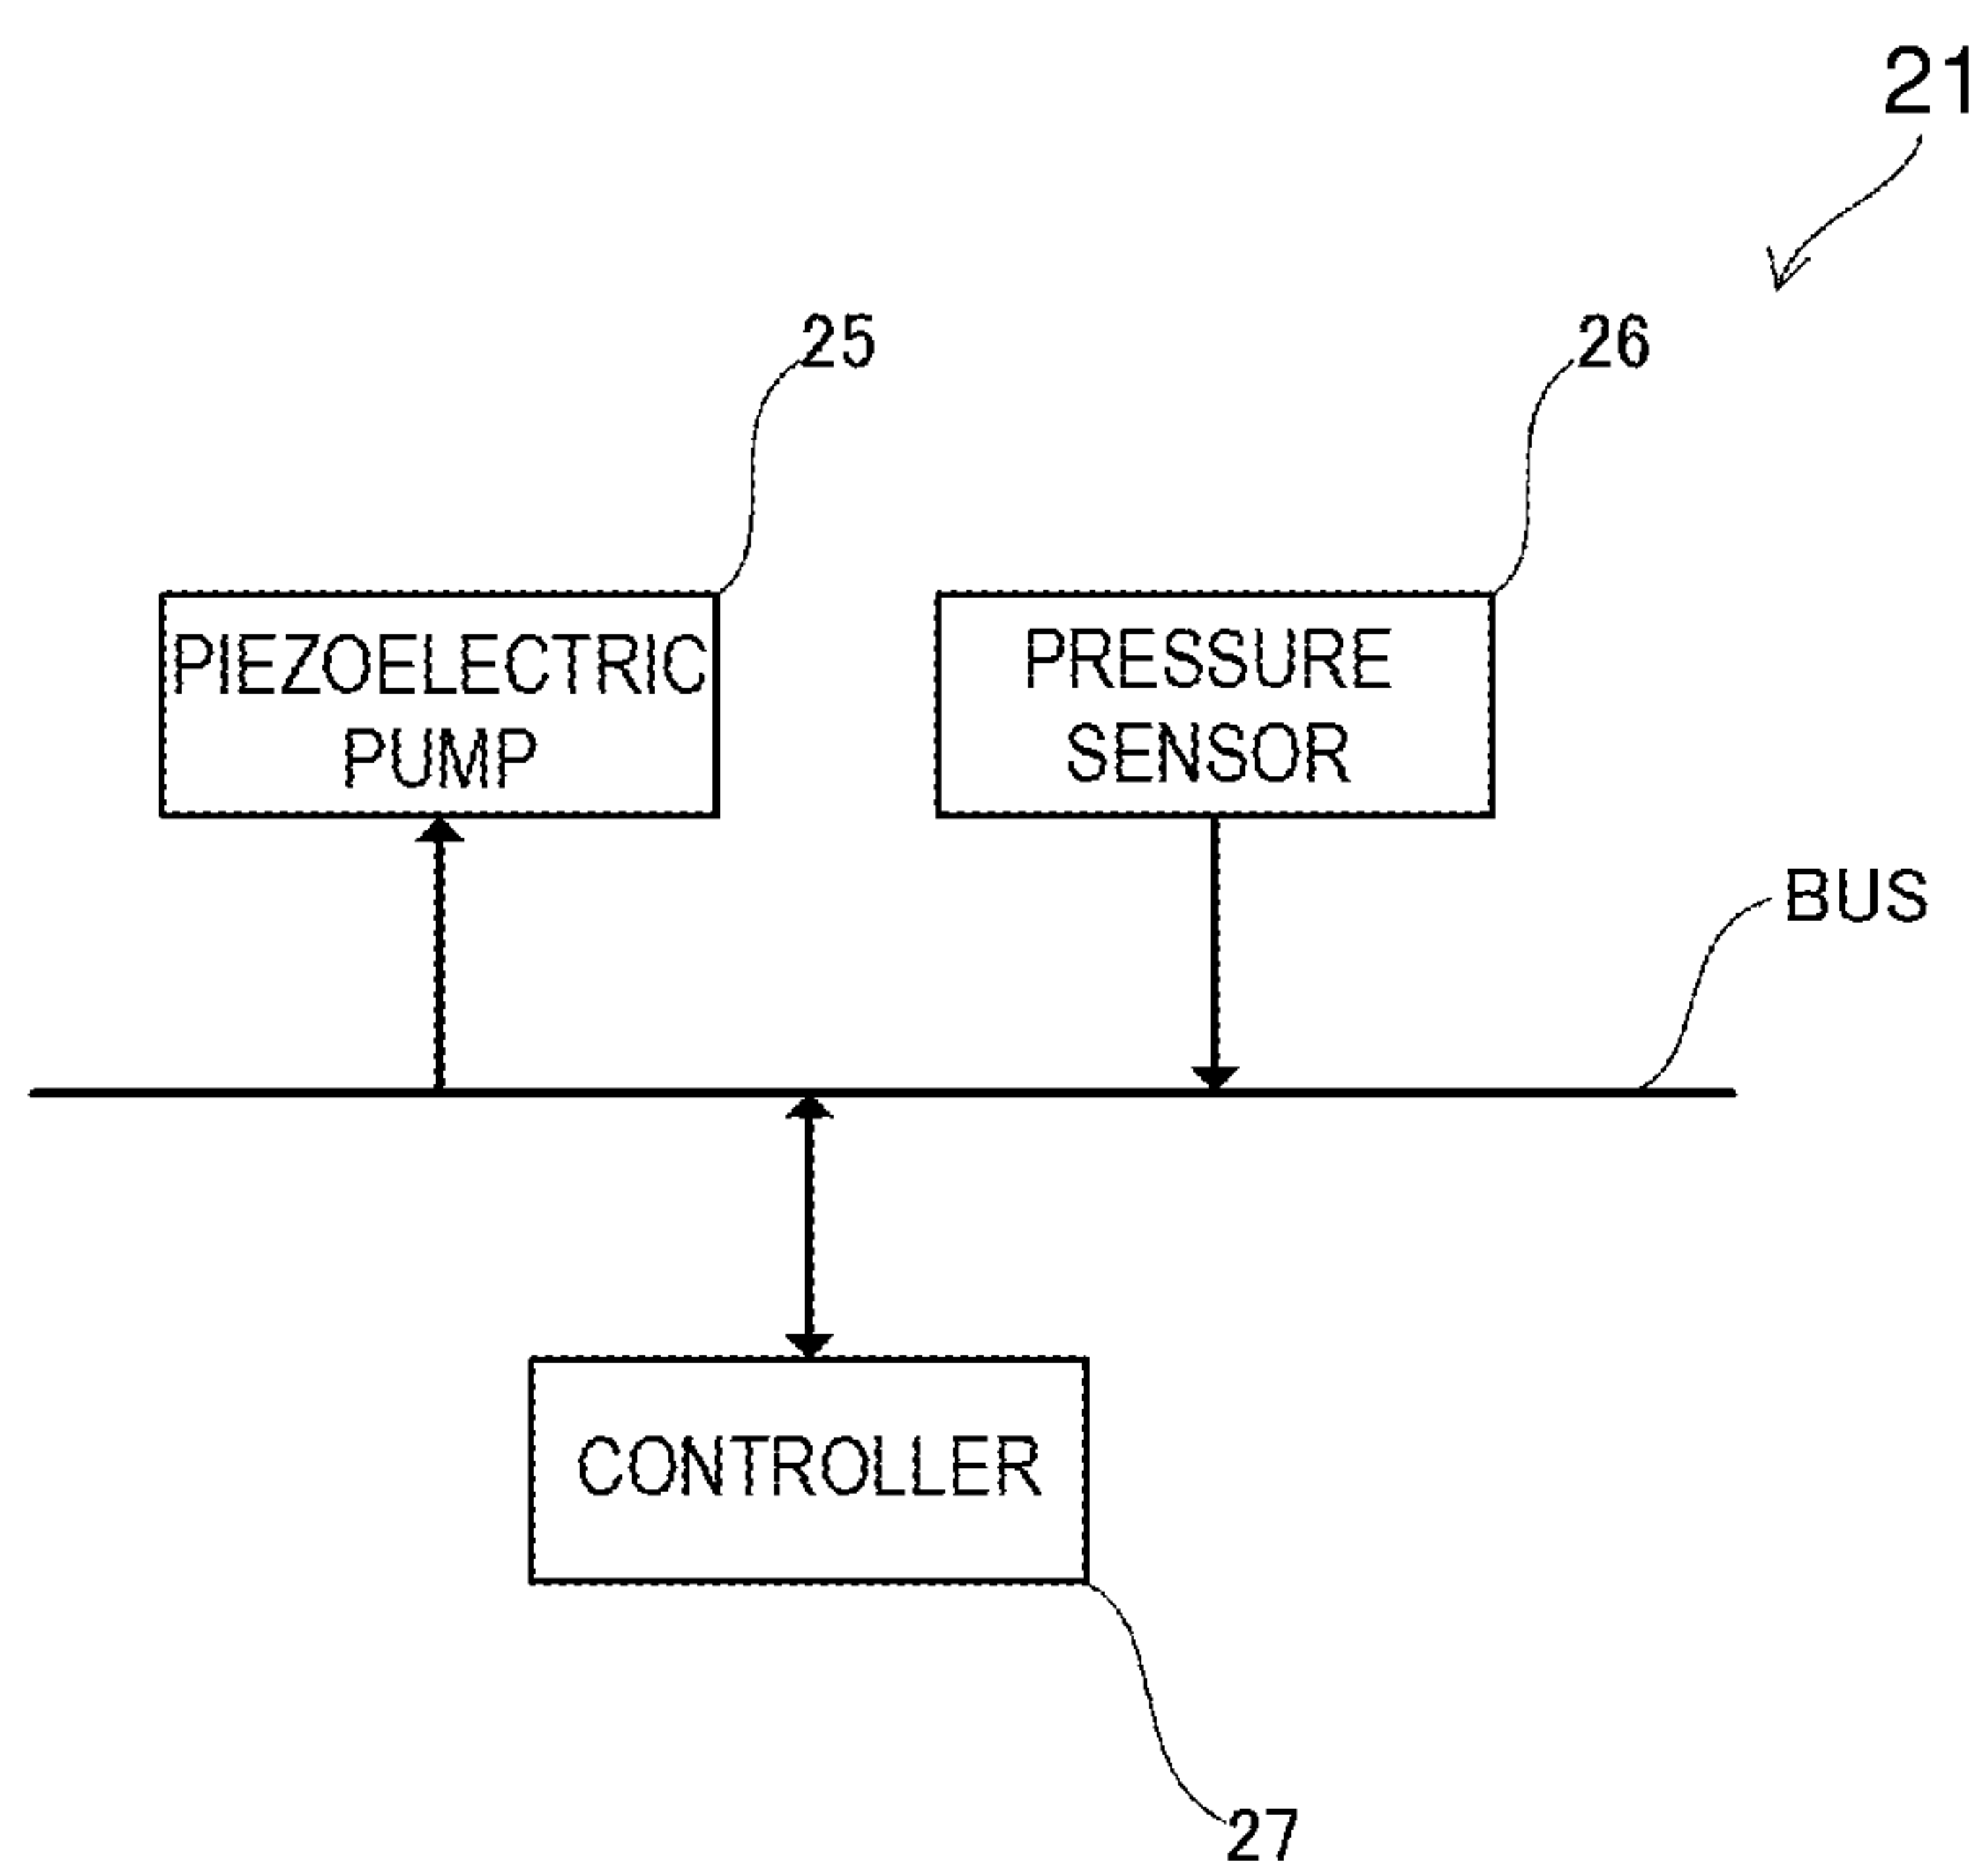 21
25
26
PIEZOELECTRIC
PUMP
PRESSURE
SENSOR
BUS
CONTROLLER
27